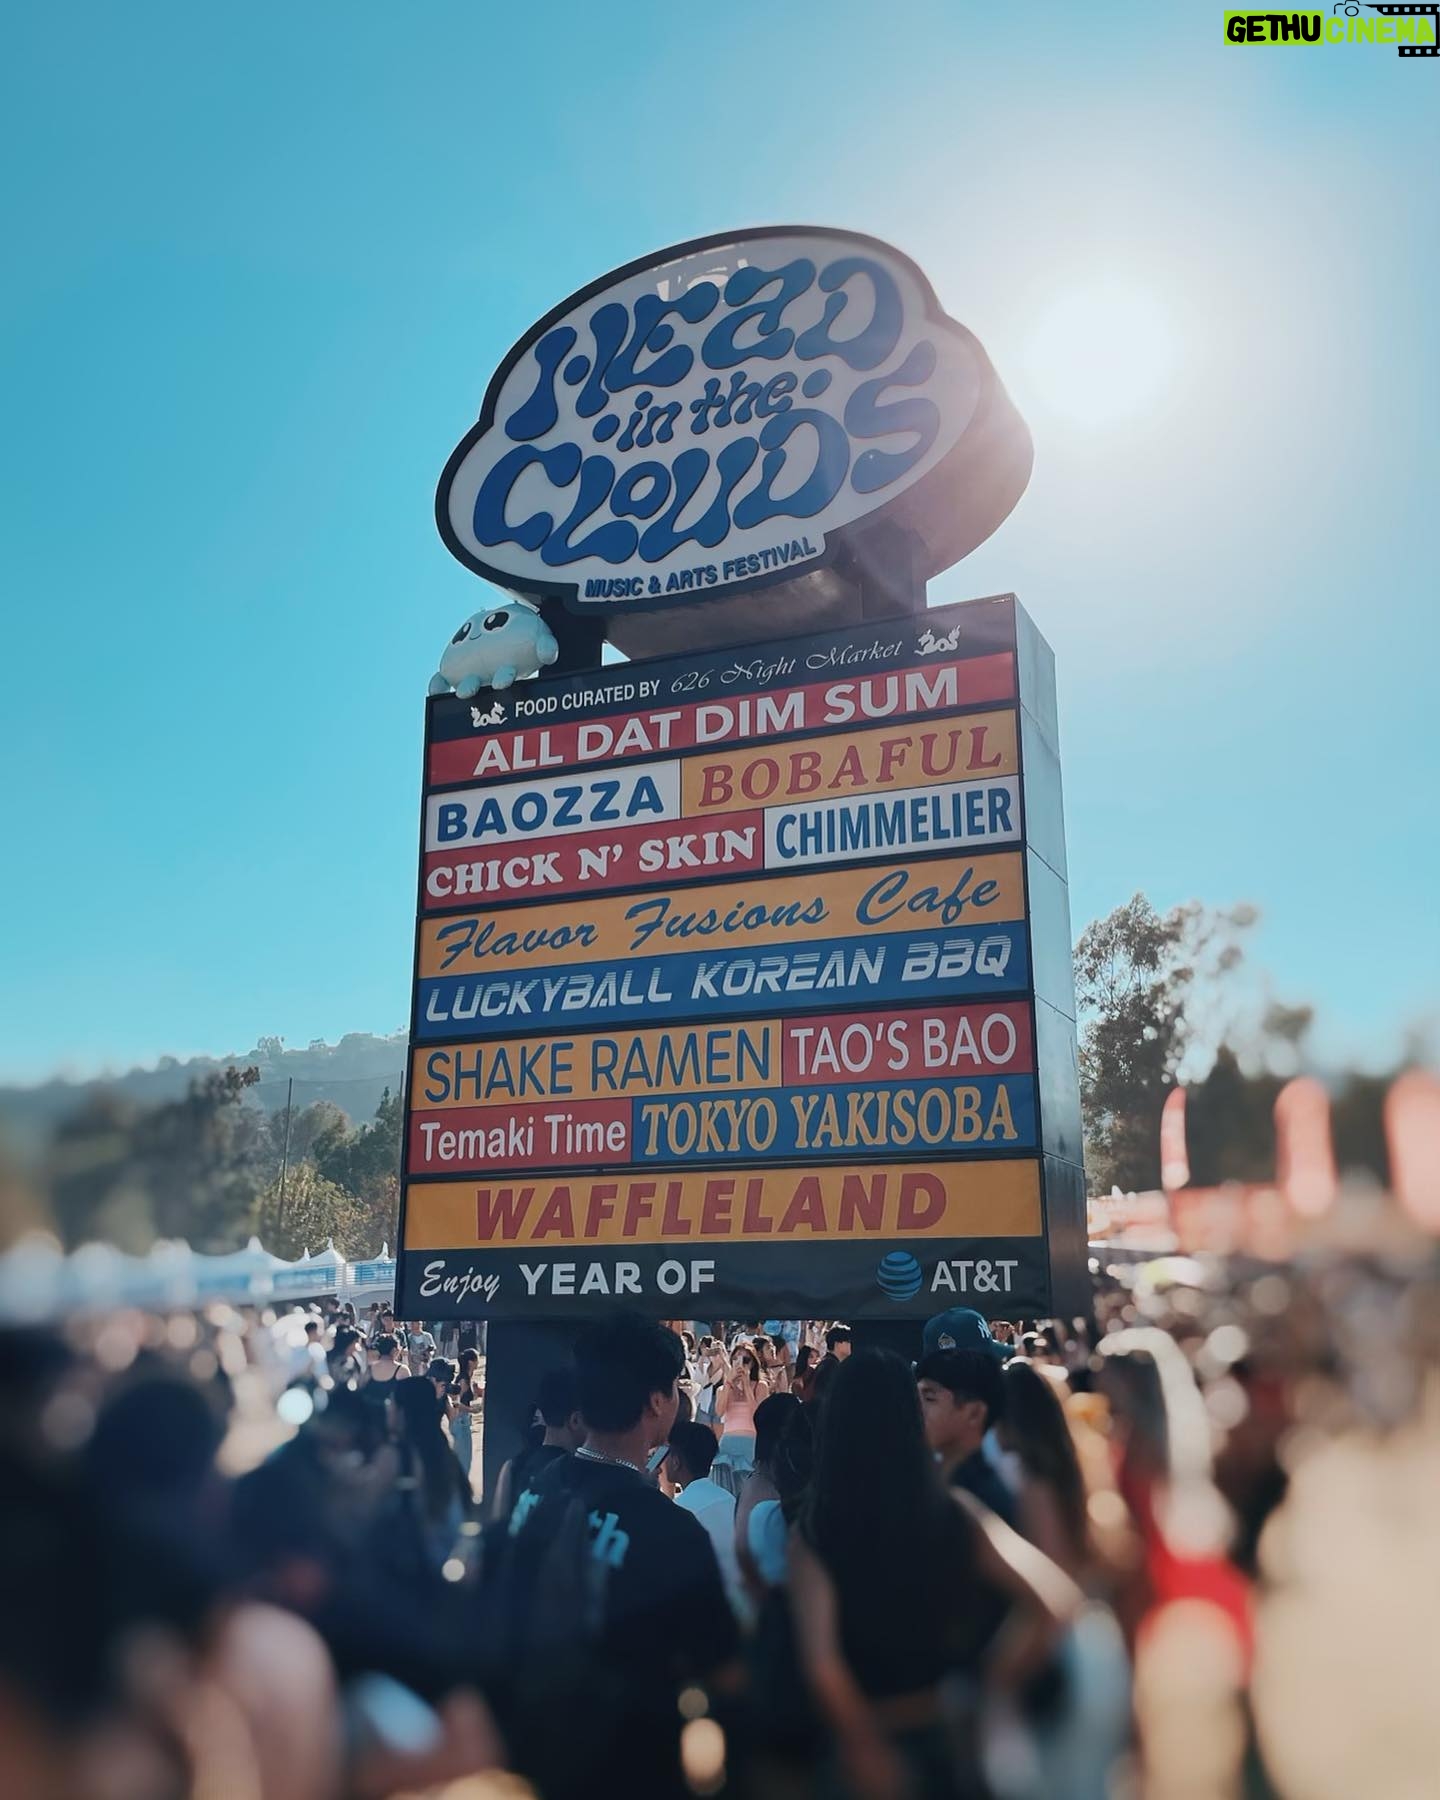 GETHUCINEMA
HEAD
in the
CLOUDS
MUSIC & ARTS FESTIVAL
FOOD CURATED BY 626 Night Market
ALL DAT DIM SUM
BAOZZA BOBAFUL
CHICK N' SKIN CHIMMELIER
Flavor Fusions Cafe
LUCKYBALL KOREAN BBQ
SHAKE RAMEN TAO'S BAO
Temaki Time TOKYO YAKISOBA
WAFFLELAND
Enjoy YEAR OF AT&T